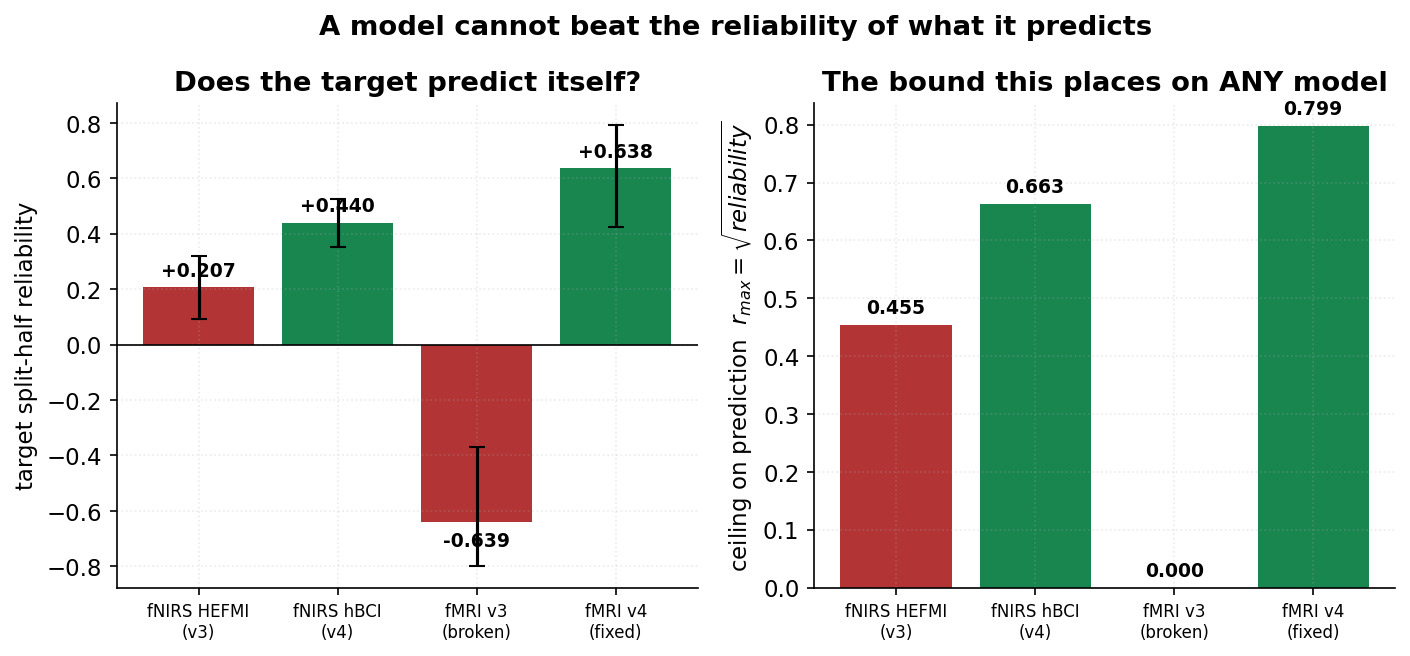 A model cannot beat the reliability of what it predicts
Does the target predict itself?
target split-half reliability
0.8
0.6
0.4
0.2
0.0
−0.2
−0.4
−0.6
−0.8
+0.207
+0.440
-0.639
+0.638
fNIRS HEFMI
(v3)
fNIRS hBCI
(v4)
fMRI v3
(broken)
fMRI v4
(fixed)
The bound this places on ANY model
ceiling on prediction r_max = √reliability
0.8
0.7
0.6
0.5
0.4
0.3
0.2
0.1
0.0
0.455
0.663
0.000
0.799
fNIRS HEFMI
(v3)
fNIRS hBCI
(v4)
fMRI v3
(broken)
fMRI v4
(fixed)